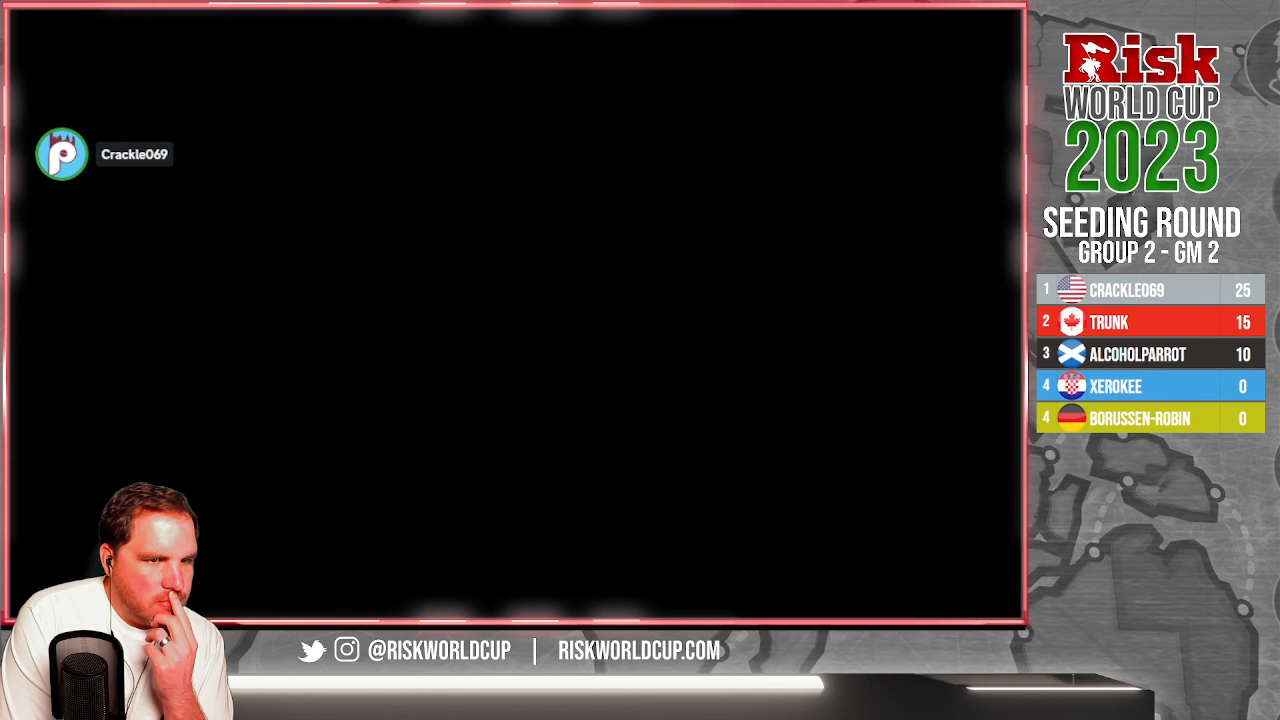 Crackle069
Risk
WORLD CUP
2023
SEEDING ROUND
GROUP 2 - GM 2
1 CRACKLE069 25
2 TRUNK 15
3 ALCOHOLPARROT 10
4 XEROKEE 0
4 BORUSSEN-ROBIN 0
@RISKWORLDCUP | RISKWORLDCUP.COM